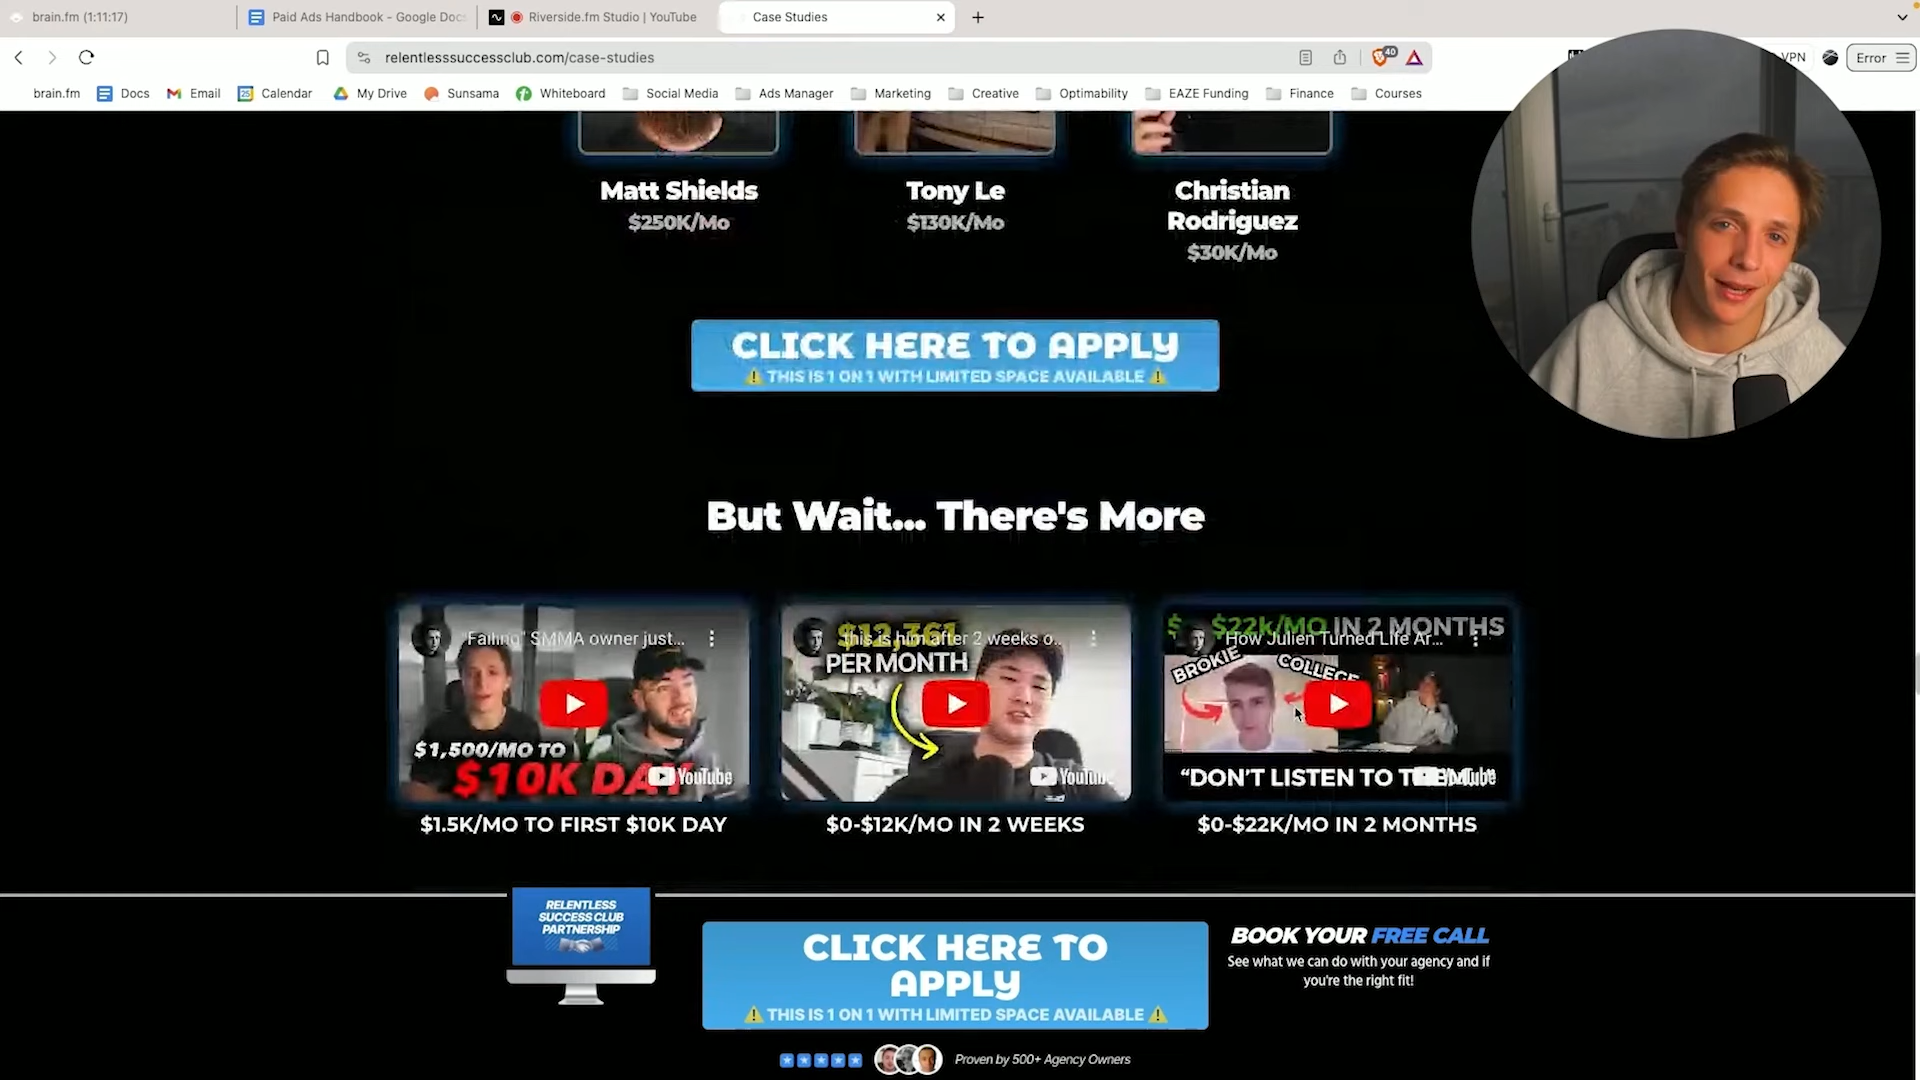 brain.fm (1:11:17)
Paid Ads Handbook - Google Doc
Riverside.fm Studio | YouTube
Case Studies
relentlesssuccessclub.com/case-studies
40
VPN
Error
brain.fm
Docs
Email
Calendar
My Drive
Sunsama
Whiteboard
Social Media
Ads Manager
Marketing
Creative
Optimability
EAZE Funding
Finance
Courses
Matt Shields
$250K/Mo
Tony Le
$130K/Mo
Christian
Rodriguez
$30K/Mo
CLICK HERE TO APPLY
⚠ THIS IS 1 ON 1 WITH LIMITED SPACE AVAILABLE ⚠
But Wait... There's More
"Failing" SMMA owner just...
$1,500/MO TO
$10K DAY
YouTube
$12,361
this is him after 2 weeks o...
PER MONTH
YouTube
$22k/MO IN 2 MONTHS
How Julien Turned Life Ar...
BROKIE
COLLEGE
"DON'T LISTEN TO
YouTube
$1.5K/MO TO FIRST $10K DAY
$0-$12K/MO IN 2 WEEKS
$0-$22K/MO IN 2 MONTHS
RELENTLESS
SUCCESS CLUB
PARTNERSHIP
CLICK HERE TO
APPLY
⚠ THIS IS 1 ON 1 WITH LIMITED SPACE AVAILABLE ⚠
BOOK YOUR FREE CALL
See what we can do with your agency and if
you're the right fit!
Proven by 500+ Agency Owners